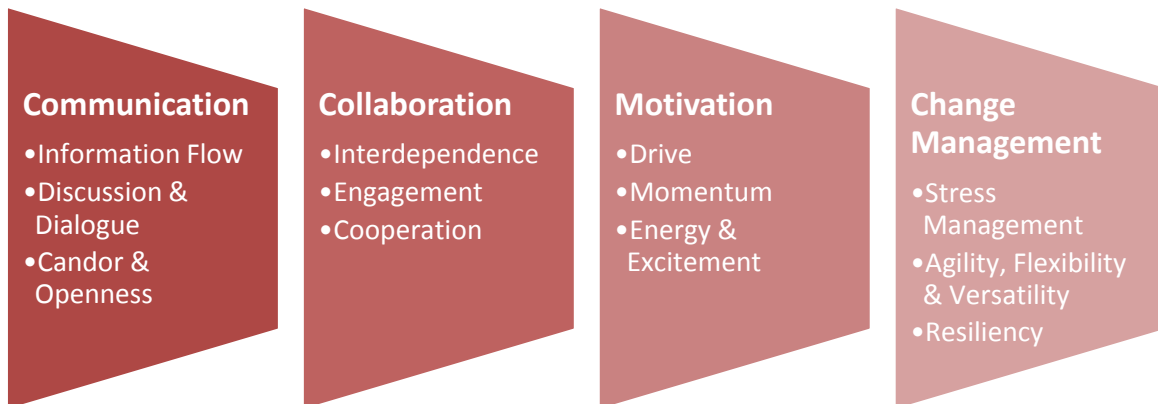 Communication
•Information Flow
•Discussion &
Dialogue
•Candor &
Openness
Collaboration
•Interdependence
•Engagement
•Cooperation
Motivation
•Drive
•Momentum
•Energy &
Excitement
Change
Management
•Stress
Management
•Agility, Flexibility
& Versatility
•Resiliency